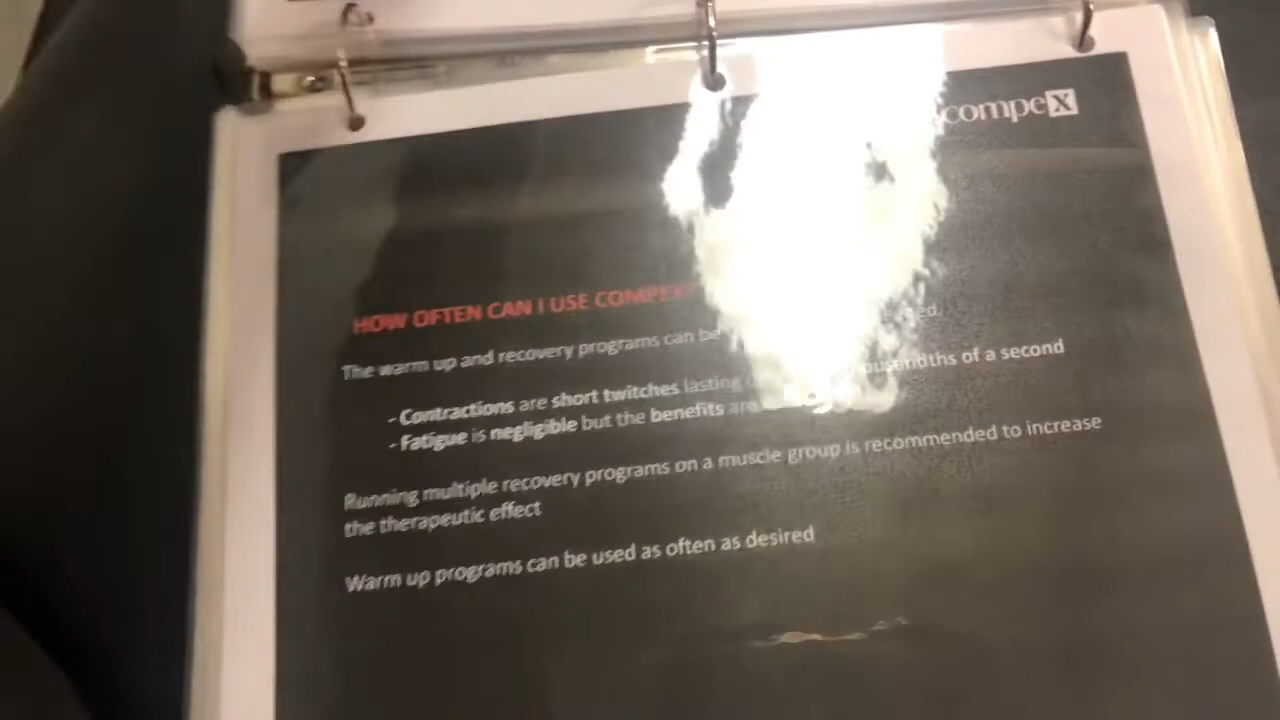 compex
HOW OFTEN CAN I USE COMPEX
The warm up and recovery programs can be
- Contractions are short twitches lasting of a second
- Fatigue is negligible but the benefits are
Running multiple recovery programs on a muscle group is recommended to increase
the therapeutic effect
Warm up programs can be used as often as desired